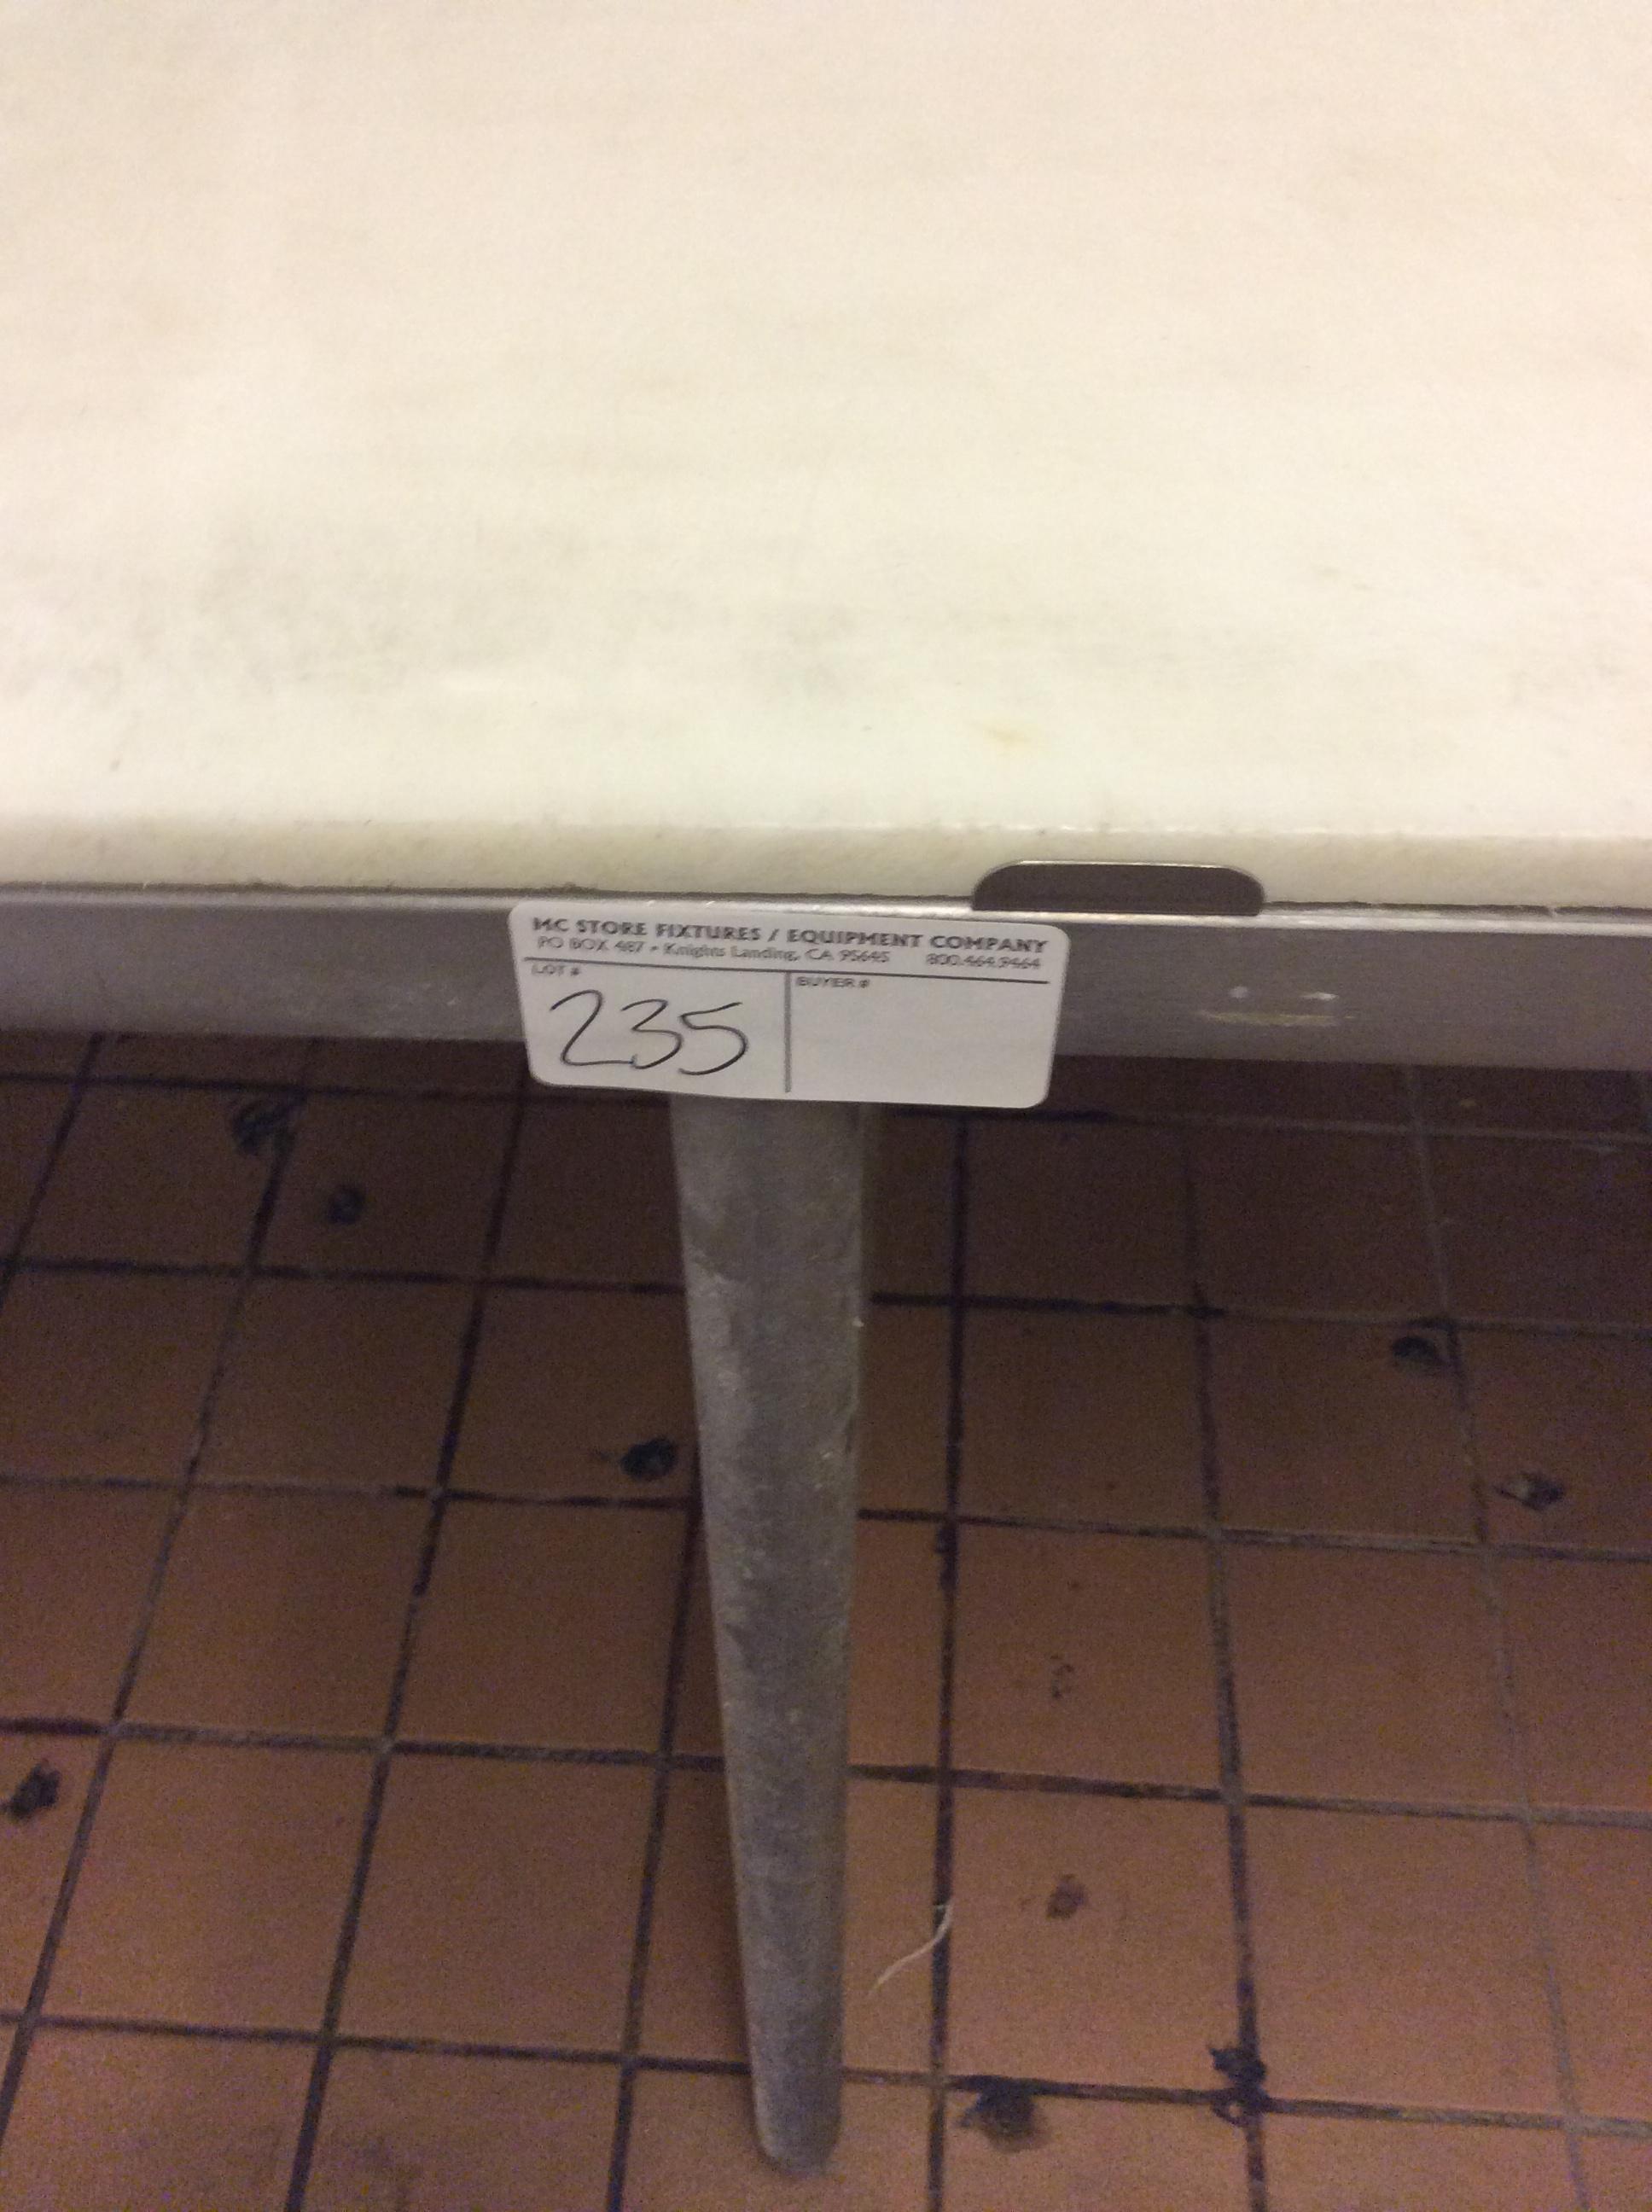 MC STORE FIXTURES / EQUIPMENT COMPANY
PO BOX 487 • Knights Landing, CA 95645 800.464.9464
LOT # BUYER #
235